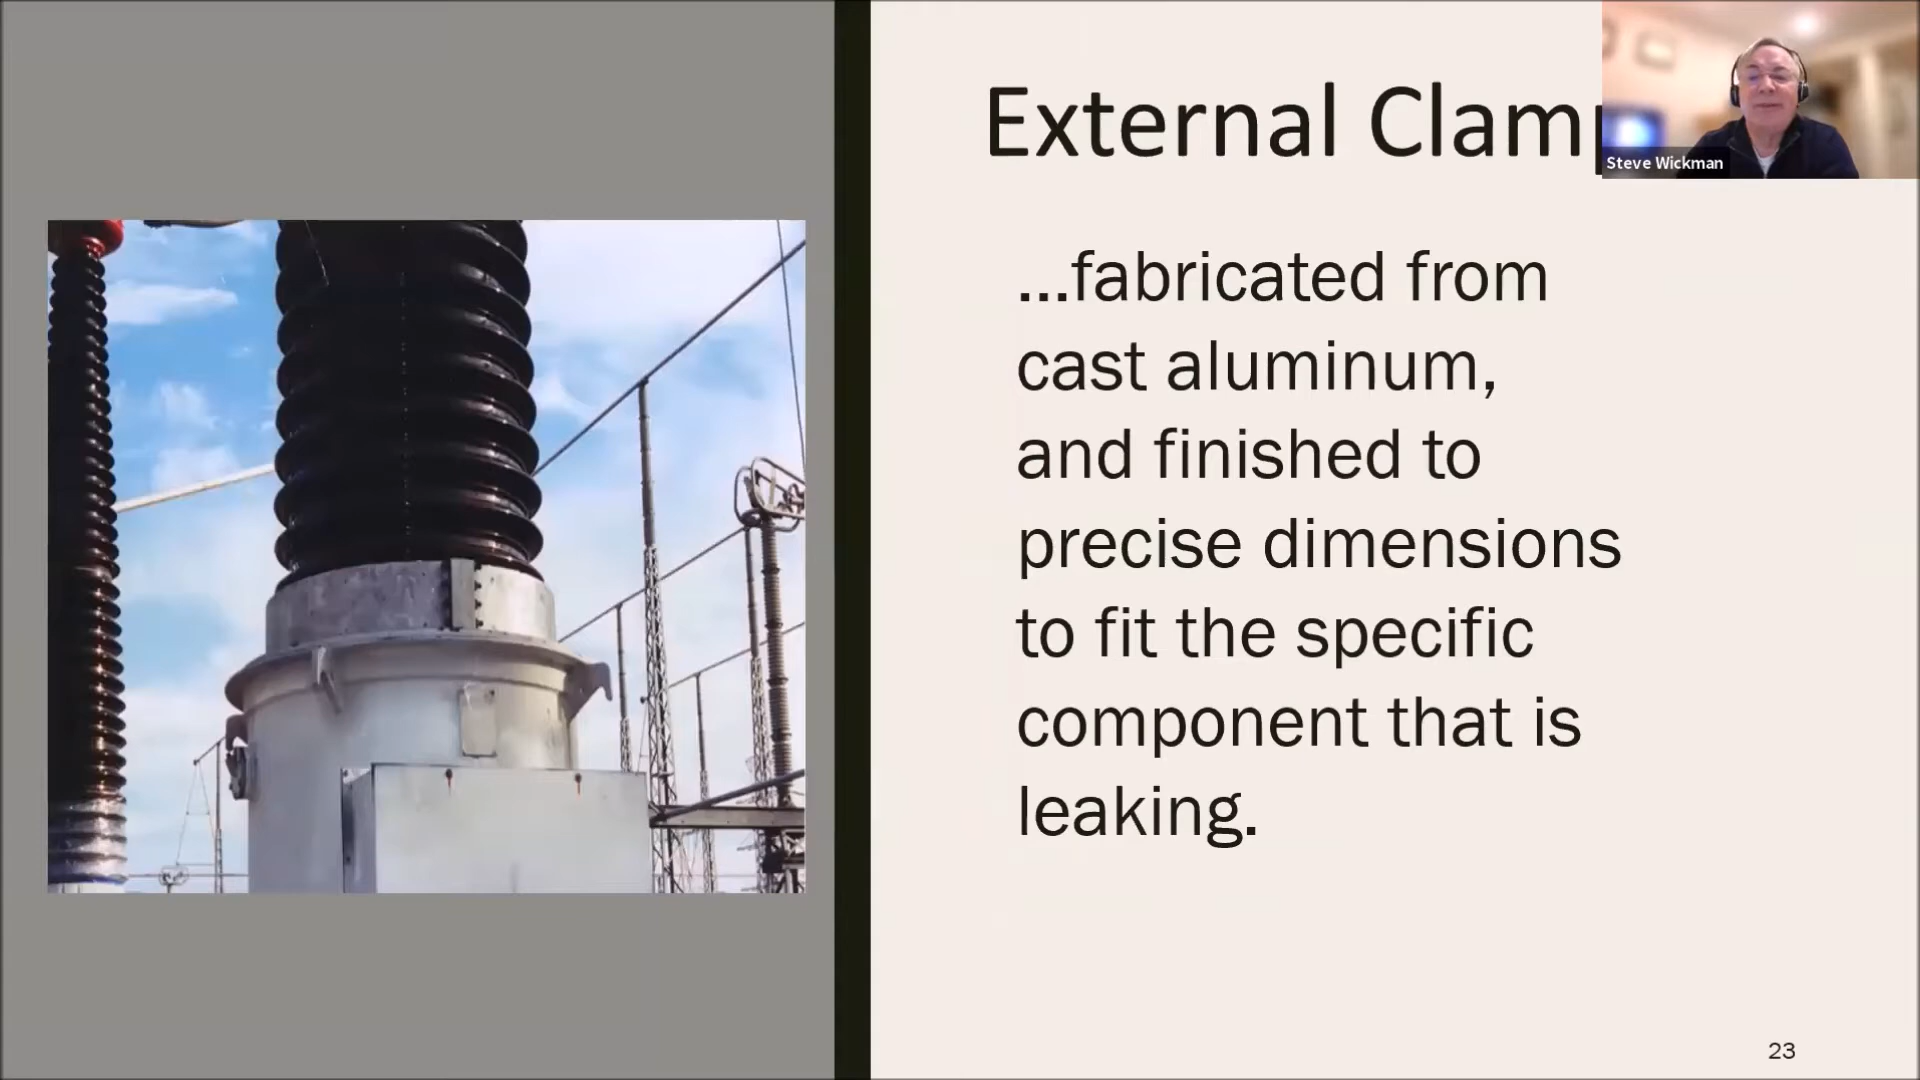 External
Steve Wickman
...fabricated from
cast aluminum,
and finished to
precise dimensions
to fit the specific
component that is
leaking.
23